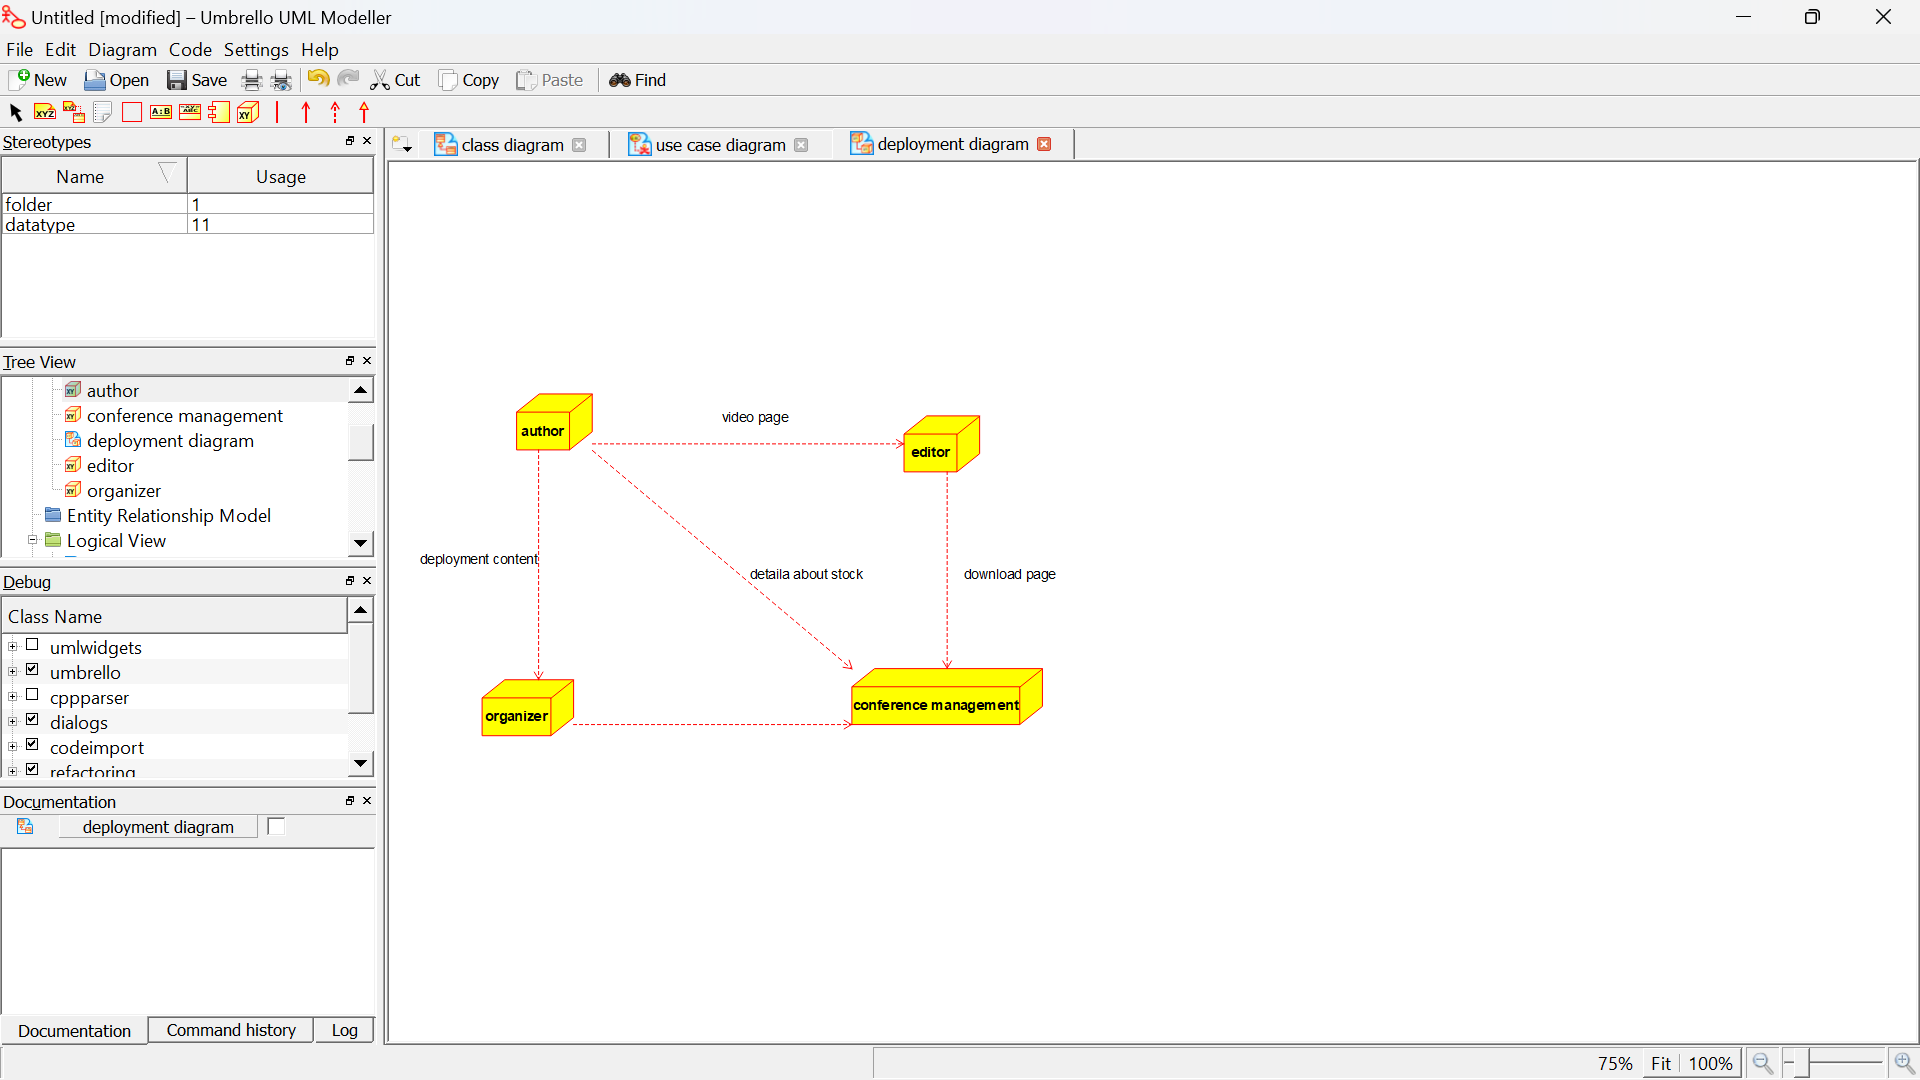 Untitled [modified] – Umbrello UML Modeller
File Edit Diagram Code Settings Help
New Open Save Cut Copy Paste Find
XYZ XYZ A:B ABC XY
Stereotypes
class diagram use case diagram deployment diagram
Name Usage
folder 1
datatype 11
Tree View
author
conference management
deployment diagram
editor
organizer
Entity Relationship Model
Logical View
Debug
Class Name
umlwidgets
umbrello
cppparser
dialogs
codeimport
refactoring
Documentation
deployment diagram
Documentation Command history Log
author
video page
editor
deployment content
detaila about stock
download page
organizer
conference management
75% Fit 100%